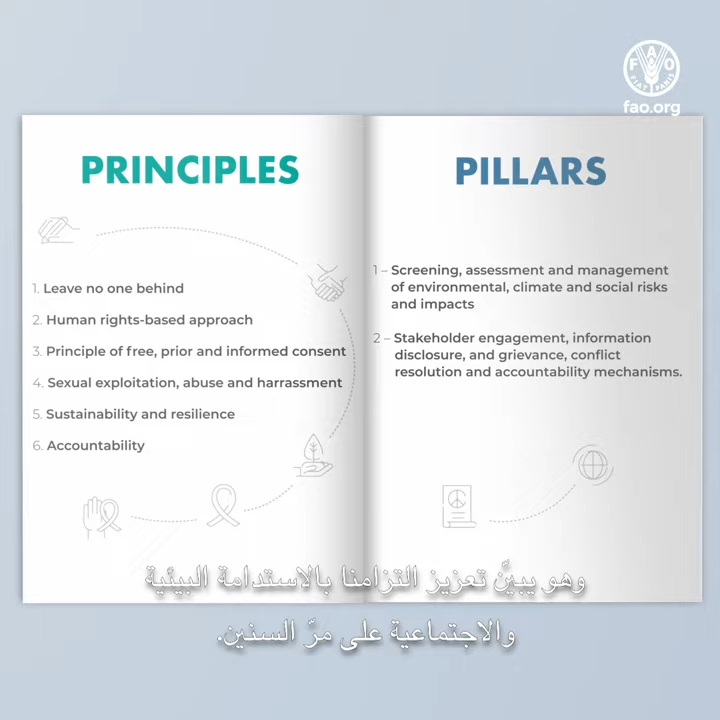 F A O
FIAT PANIS
fao.org
PRINCIPLES
1. Leave no one behind
2. Human rights-based approach
3. Principle of free, prior and informed consent
4. Sexual exploitation, abuse and harrassment
5. Sustainability and resilience
6. Accountability
PILLARS
1 – Screening, assessment and management
of environmental, climate and social risks
and impacts
2 – Stakeholder engagement, information
disclosure, and grievance, conflict
resolution and accountability mechanisms.
وهو يبيّن تعزيز التزامنا بالاستدامة البيئية
والاجتماعية على مرّ السنين.